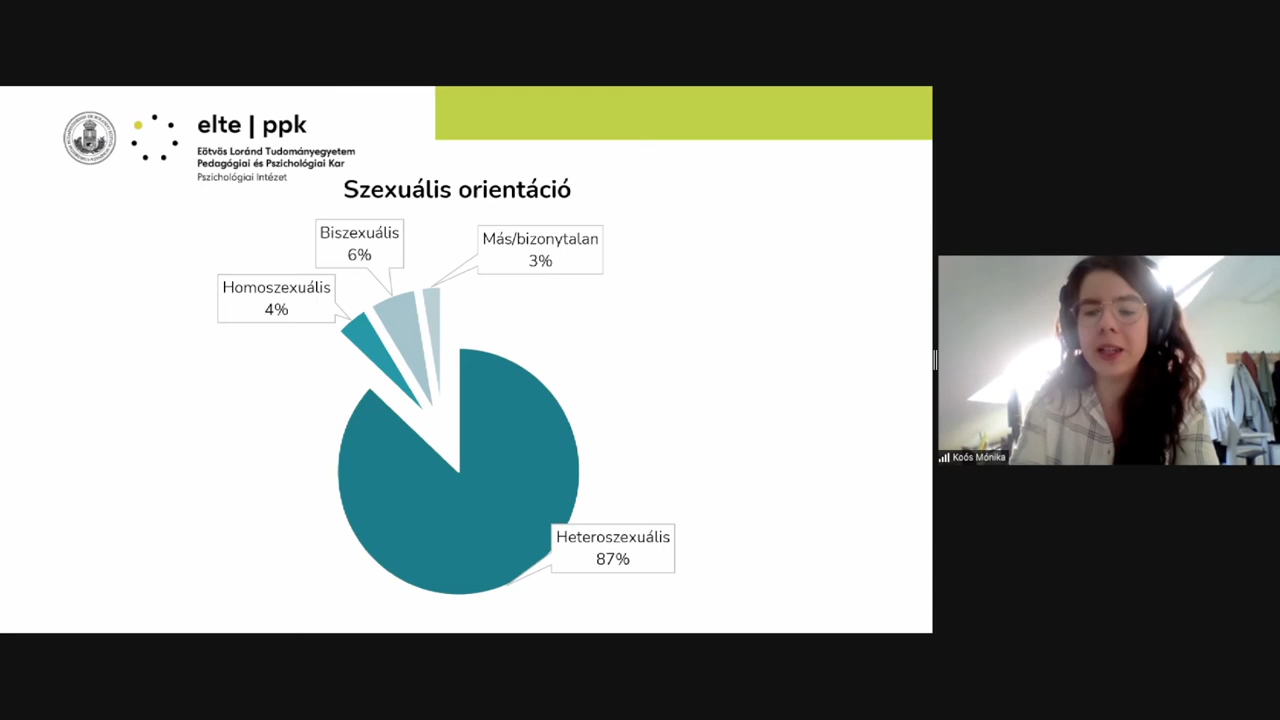 elte | ppk
Eötvös Loránd Tudományegyetem
Pedagógiai és Pszichológiai Kar
Pszichológiai Intézet
Szexuális orientáció
Biszexuális
6%
Más/bizonytalan
3%
Homoszexuális
4%
Heteroszexuális
87%
Koós Mónika